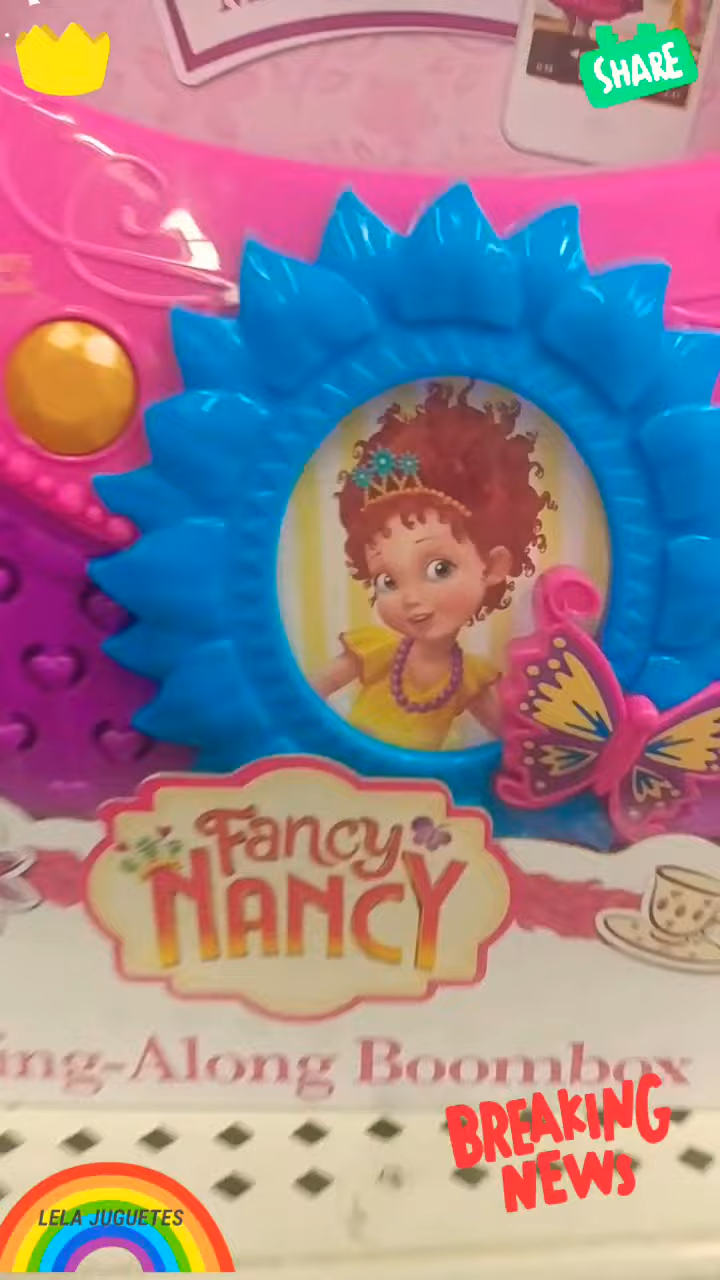 SHARE
Fancy
NANCY
ing-Along Boombox
BREAKING
NEWS
LELA JUGUETES